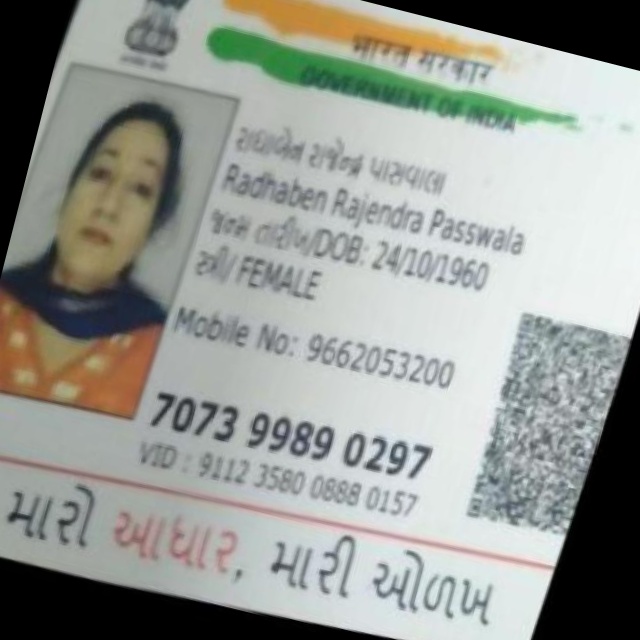 भारत सरकार
GOVERNMENT OF INDIA
રાધાબેન રાજેન્દ્ર પાસવાલા
Radhaben Rajendra Passwala
જન્મ તારીખ/DOB: 24/10/1960
સ્ત્રી/ FEMALE
Mobile No: 9662053200
7073 9989 0297
VID : 9112 3580 0888 0157
મારો આધાર, મારી ઓળખ